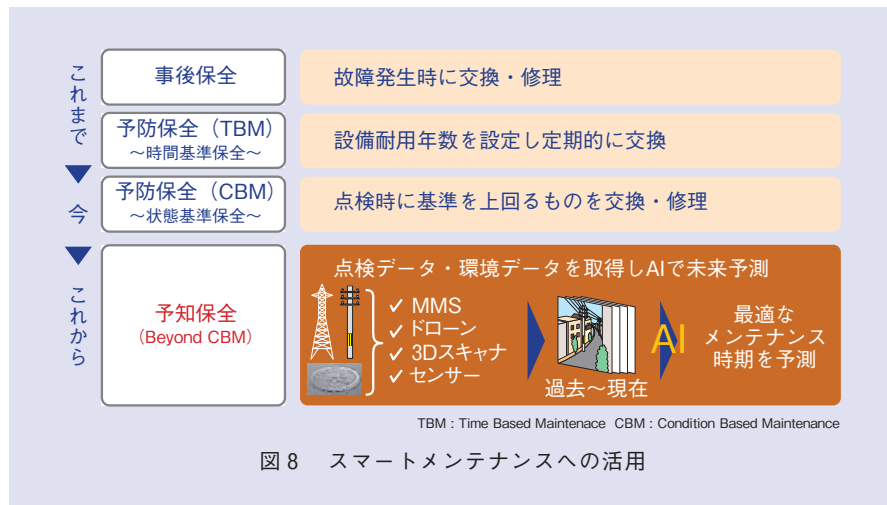 これまで
今
これから
事後保全
故障発生時に交換・修理
予防保全（TBM）
～時間基準保全～
設備耐用年数を設定し定期的に交換
予防保全（CBM）
～状態基準保全～
点検時に基準を上回るものを交換・修理
予知保全
（Beyond CBM）
点検データ・環境データを取得しAIで未来予測
✓ MMS
✓ ドローン
✓ 3Dスキャナ
✓ センサー
過去～現在
AI
最適な
メンテナンス
時期を予測
TBM : Time Based Maintenace CBM : Condition Based Maintenance
図8 スマートメンテナンスへの活用